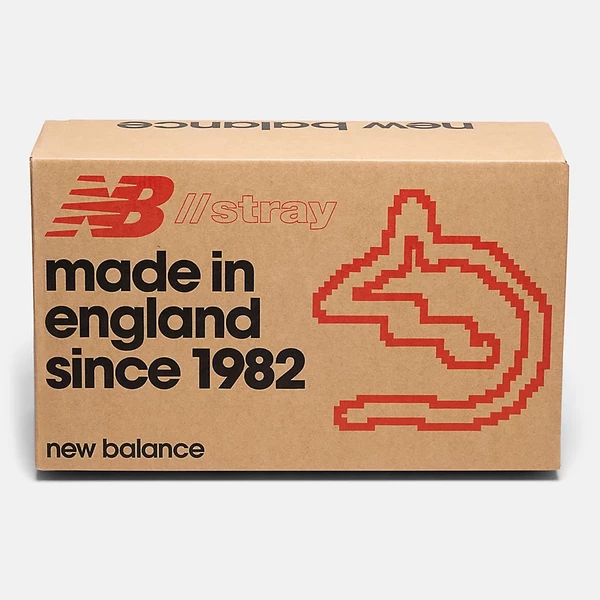 new balance
NB //stray
made in
england
since 1982
new balance